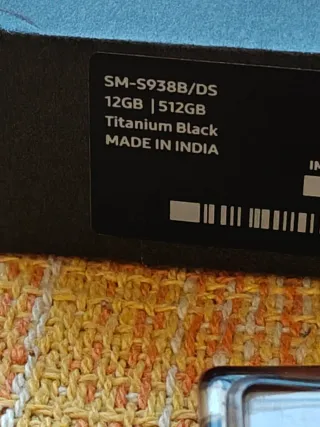 SM-S938B/DS
12GB | 512GB
Titanium Black
MADE IN INDIA